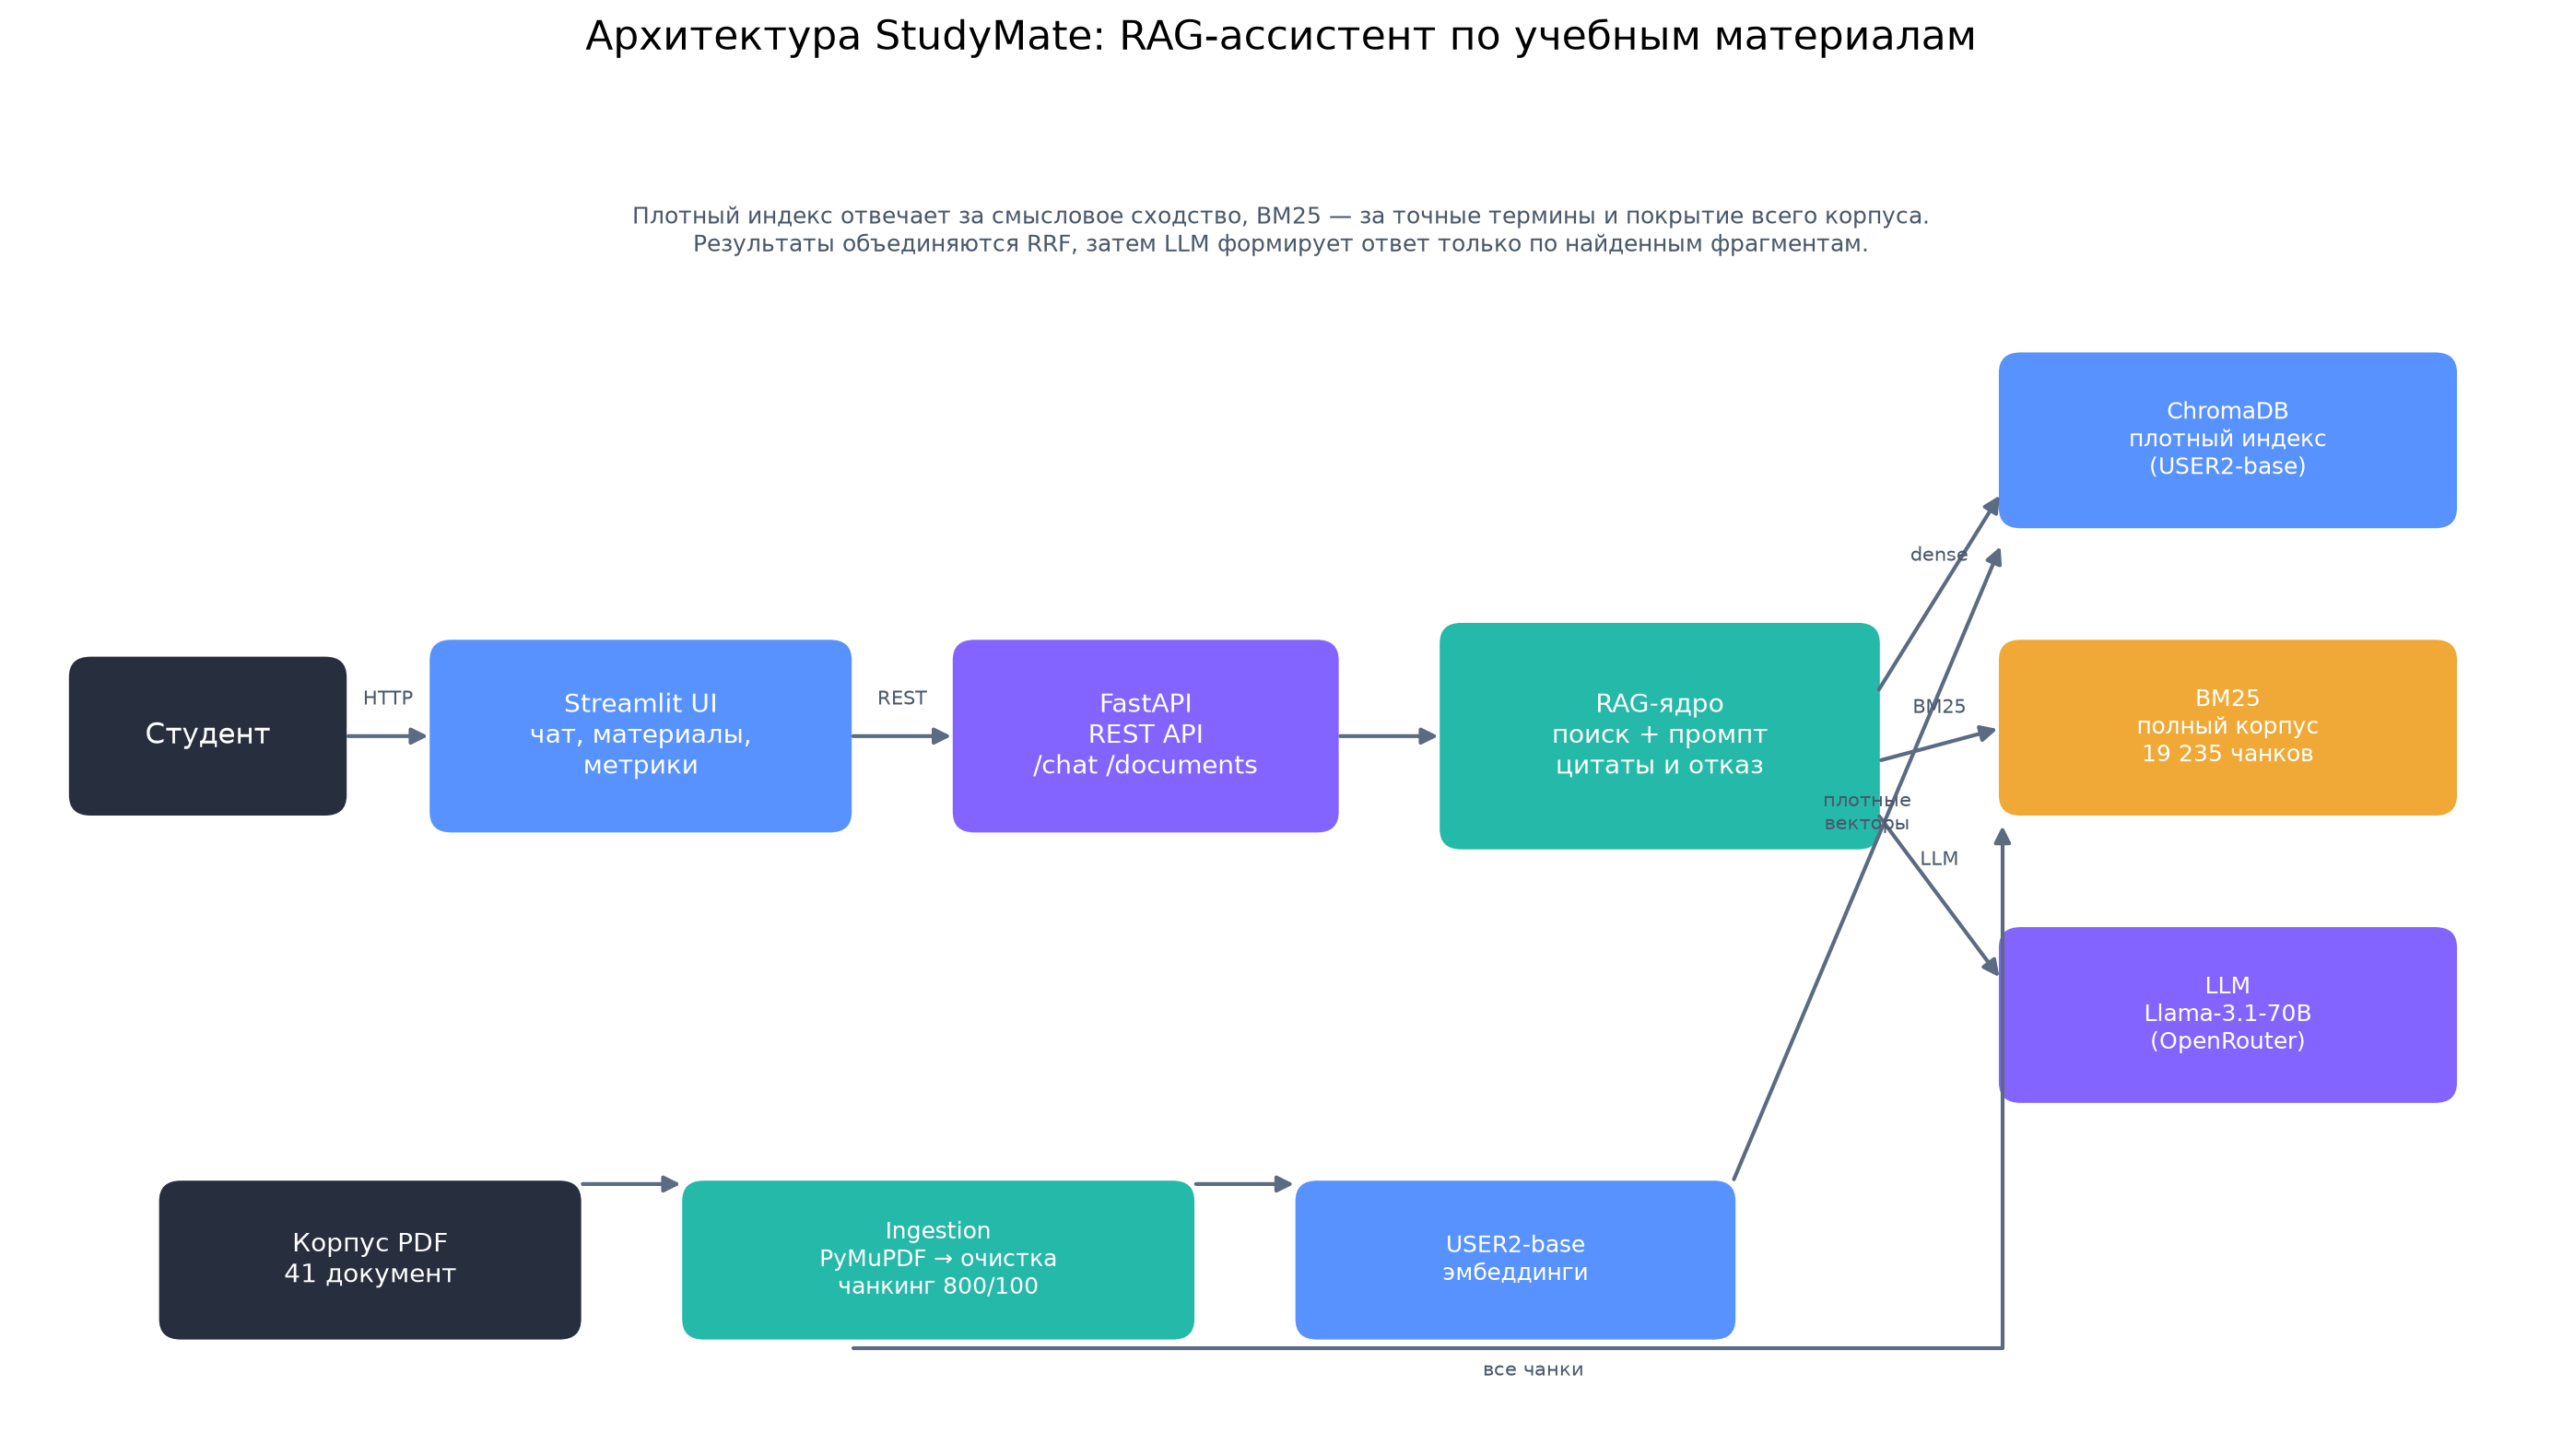 Архитектура StudyMate: RAG-ассистент по учебным материалам
Плотный индекс отвечает за смысловое сходство, BM25 — за точные термины и покрытие всего корпуса.
Результаты объединяются RRF, затем LLM формирует ответ только по найденным фрагментам.
Студент
HTTP
Streamlit UI
чат, материалы,
метрики
REST
FastAPI
REST API
/chat /documents
RAG-ядро
поиск + промпт
цитаты и отказ
dense
BM25
плотные
векторы
LLM
ChromaDB
плотный индекс
(USER2-base)
BM25
полный корпус
19 235 чанков
LLM
Llama-3.1-70B
(OpenRouter)
Корпус PDF
41 документ
Ingestion
PyMuPDF → очистка
чанкинг 800/100
USER2-base
эмбеддинги
все чанки